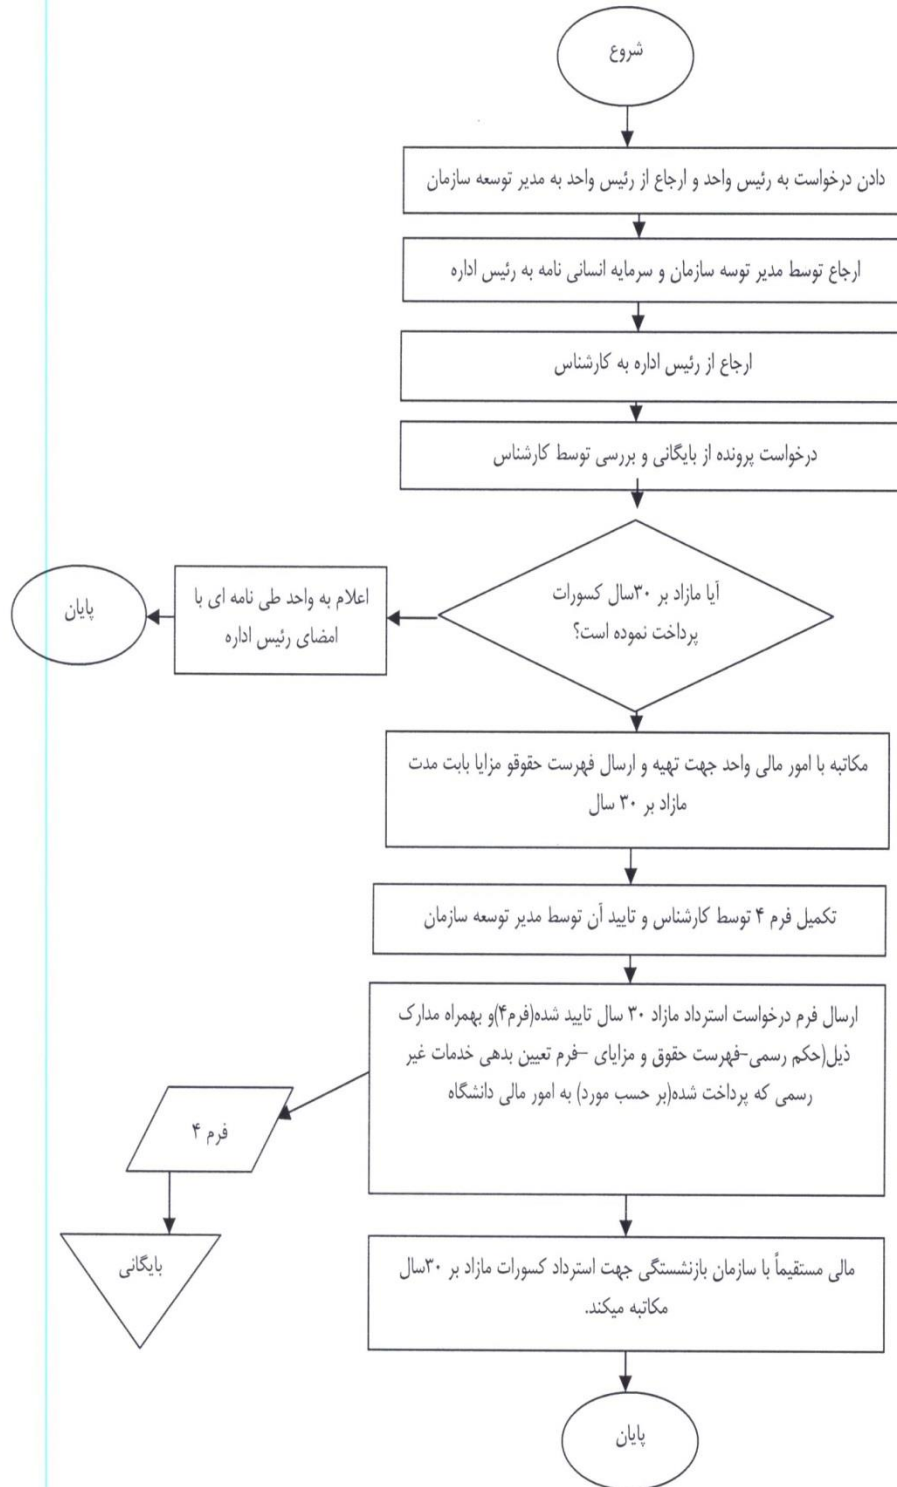 شروع
دادن درخواست به رئیس واحد و ارجاع از رئیس واحد به مدیر توسعه سازمان
ارجاع توسط مدیر توسه سازمان و سرمایه انسانی نامه به رئیس اداره
ارجاع از رئیس اداره به کارشناس
درخواست پرونده از بایگانی و بررسی توسط کارشناس
آیا مازاد بر ۳۰سال کسورات
پرداخت نموده است؟
اعلام به واحد طی نامه ای با
امضای رئیس اداره
پایان
مکاتبه با امور مالی واحد جهت تهیه و ارسال فهرست حقوقو مزایا بابت مدت
مازاد بر ۳۰ سال
تکمیل فرم ۴ توسط کارشناس و تایید آن توسط مدیر توسعه سازمان
ارسال فرم درخواست استرداد مازاد ۳۰ سال تایید شده(فرم۴)و بهمراه مدارک
ذیل(حکم رسمی-فهرست حقوق و مزایای -فرم تعیین بدهی خدمات غیر
رسمی که پرداخت شده(بر حسب مورد) به امور مالی دانشگاه
فرم ۴
بایگانی
مالی مستقیماً با سازمان بازنشستگی جهت استرداد کسورات مازاد بر ۳۰سال
مکاتبه میکند.
پایان